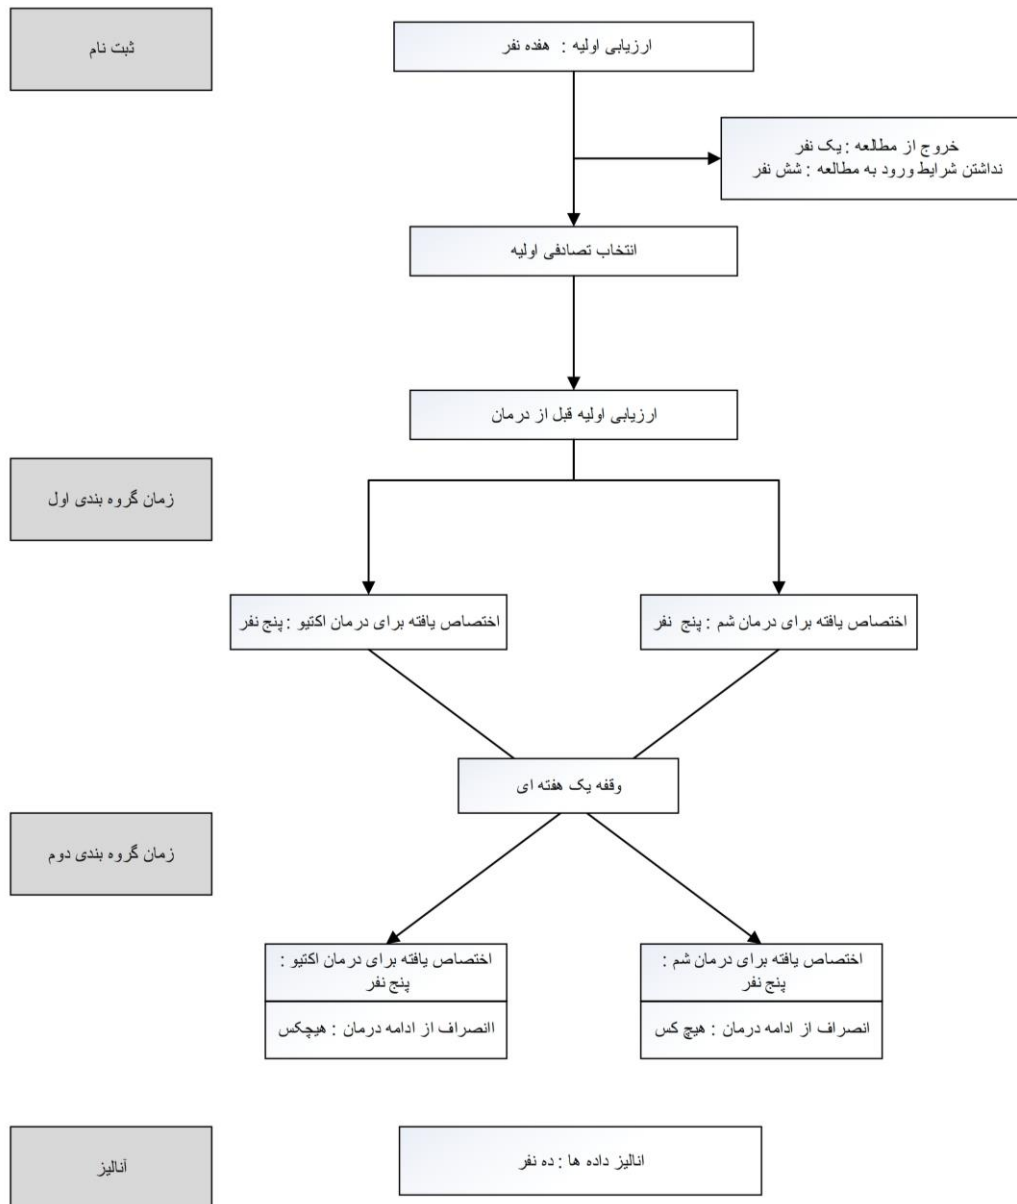 ثبت نام
ارزیابی اولیه : هفده نفر
خروج از مطالعه : یک نفر
نداشتن شرایط ورود به مطالعه : شش نفر
انتخاب تصادفی اولیه
ارزیابی اولیه قبل از درمان
زمان گروه بندی اول
اختصاص یافته برای درمان شم : پنج نفر
اختصاص یافته برای درمان اکتیو : پنج نفر
وقفه یک هفته ای
زمان گروه بندی دوم
اختصاص یافته برای درمان شم :
پنج نفر
انصراف از ادامه درمان : هیچ کس
اختصاص یافته برای درمان اکتیو :
پنج نفر
اانصراف از ادامه درمان : هیچکس
آنالیز
انالیز داده ها : ده نفر